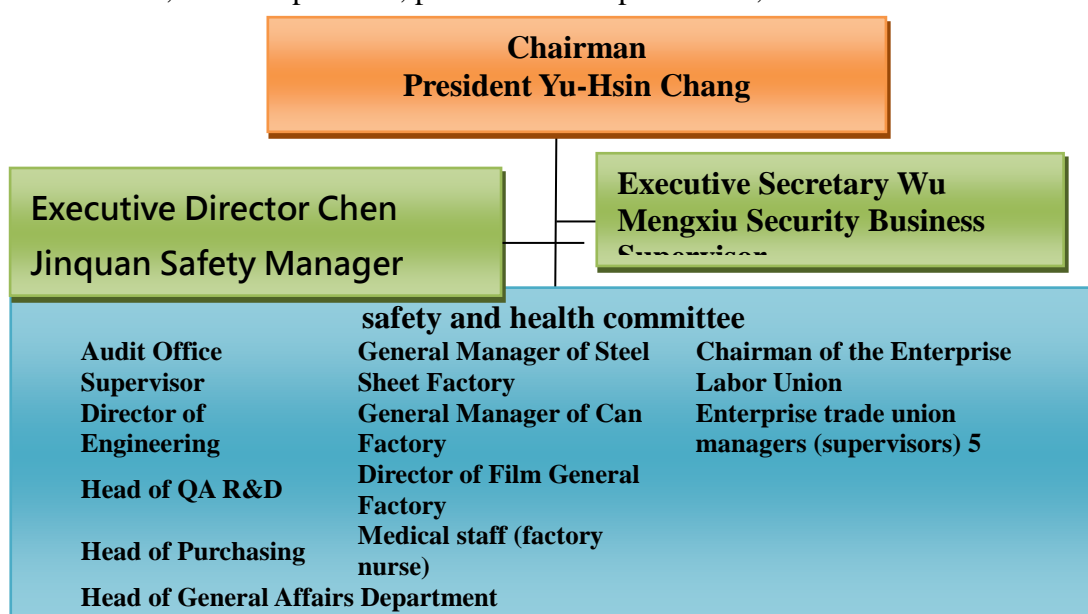 Chairman
President Yu-Hsin Chang
Executive Director Chen
Jinquan Safety Manager
Executive Secretary Wu
Mengxiu Security Business
Supervisor
safety and health committee
Audit Office
Supervisor
Director of
Engineering
Head of QA R&D
Head of Purchasing
Head of General Affairs Department
General Manager of Steel
Sheet Factory
General Manager of Can
Factory
Director of Film General
Factory
Medical staff (factory
nurse)
Chairman of the Enterprise
Labor Union
Enterprise trade union
managers (supervisors) 5